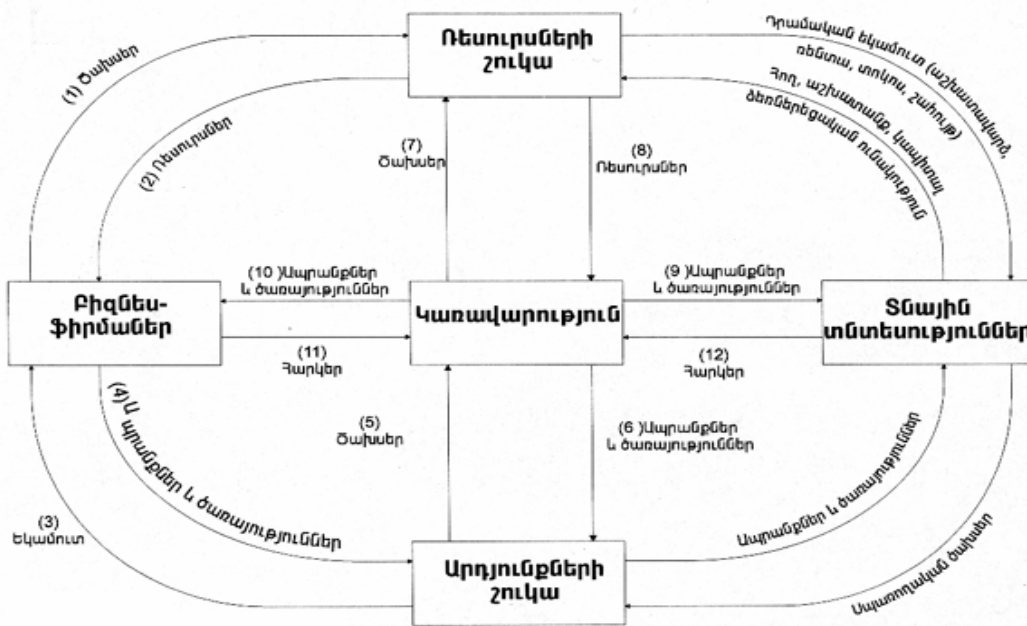 Ռեսուրսների
շուկա
(1) Ծախսեր
(2) Ռեսուրսներ
Դրամական եկամուտ (աշխատավարձ,
ռենտա, տոկոս, շահույթ)
Հող, աշխատանք, կապիտալ
ձեռներեցական ունակություն
(7)
Ծախսեր
(8)
Ռեսուրսներ
Բիզնես-
ֆիրմաներ
(10 )Ապրանքներ
և ծառայություններ
(11)
Հարկեր
Կառավարություն
(9 )Ապրանքներ
և ծառայություններ
(12)
Հարկեր
Տնային
տնտեսություններ
(3)
Եկամուտ
(4) Ապրանքներ և ծառայություններ
(5)
Ծախսեր
(6 )Ապրանքներ
և ծառայություններ
Ապրանքներ և ծառայություններ
Սպառողական ծախսեր
Արդյունքների
շուկա